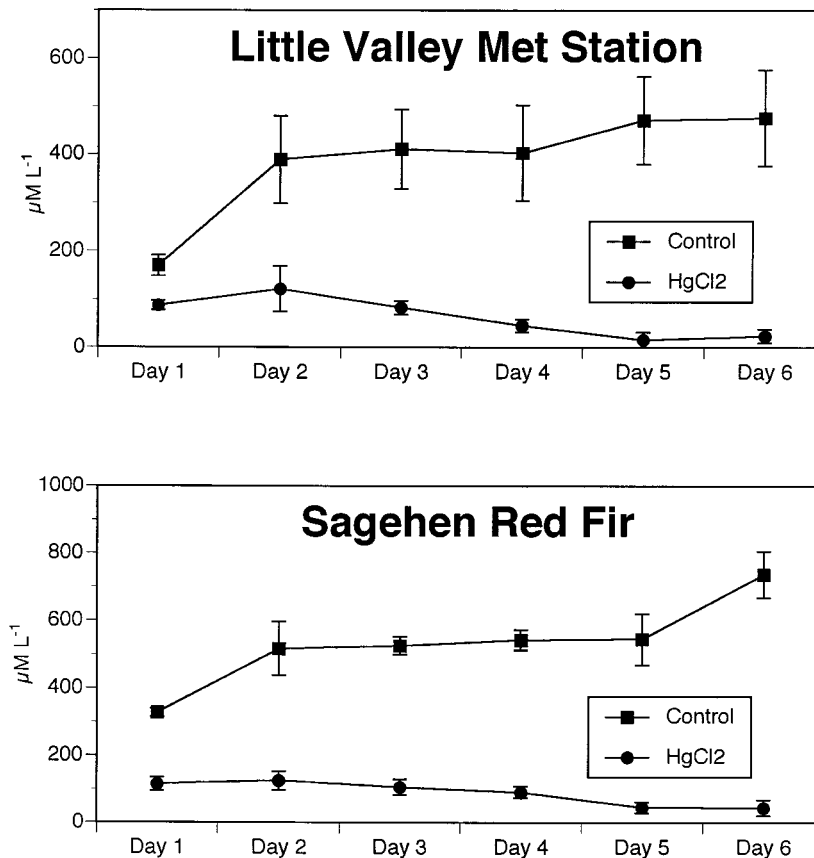 Little Valley Met Station
600
400
200
0
µM L-1
Control
HgCl2
Day 1 Day 2 Day 3 Day 4 Day 5 Day 6
Sagehen Red Fir
1000
800
600
400
200
0
µM L-1
Control
HgCl2
Day 1 Day 2 Day 3 Day 4 Day 5 Day 6